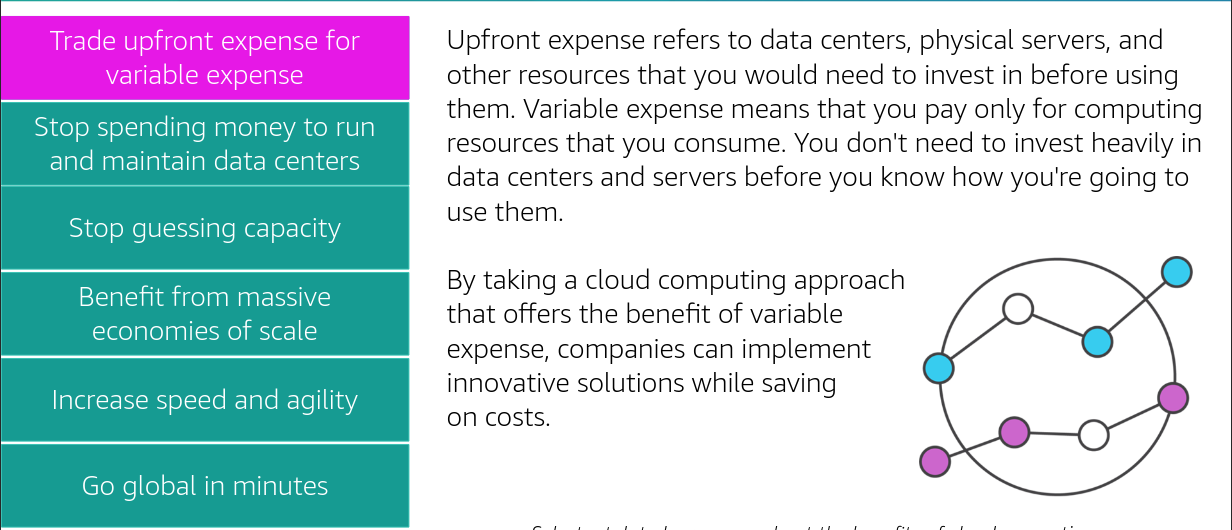 Trade upfront expense for
variable expense
Stop spending money to run
and maintain data centers
Stop guessing capacity
Benefit from massive
economies of scale
Increase speed and agility
Go global in minutes
Upfront expense refers to data centers, physical servers, and
other resources that you would need to invest in before using
them. Variable expense means that you pay only for computing
resources that you consume. You don't need to invest heavily in
data centers and servers before you know how you're going to
use them.
By taking a cloud computing approach
that offers the benefit of variable
expense, companies can implement
innovative solutions while saving
on costs.